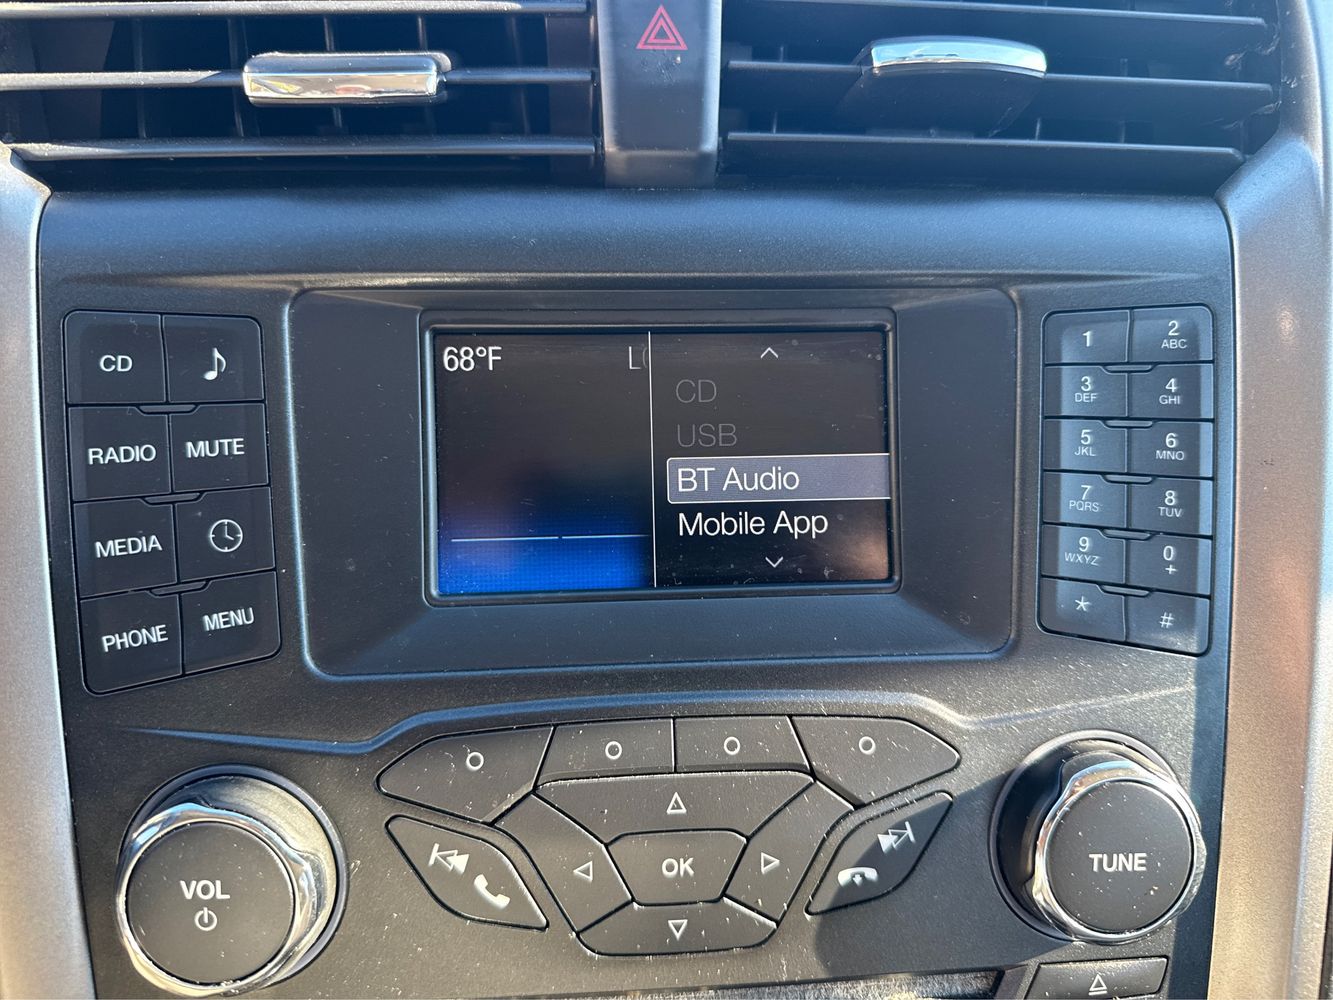 68°F
CD
USB
BT Audio
Mobile App
CD
RADIO
MUTE
MEDIA
PHONE
MENU
1
2
ABC
3
DEF
4
GHI
5
JKL
6
MNO
7
PQRS
8
TUV
9
WXYZ
0
+
*
#
OK
VOL
TUNE